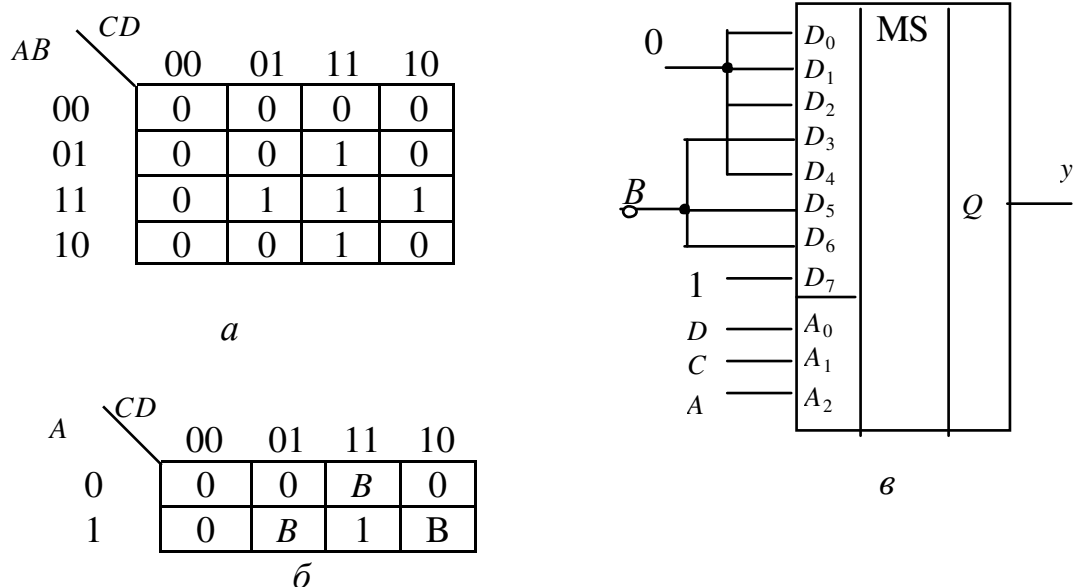 CD
AB
00 01 11 10
00 0 0 0 0
01 0 0 1 0
11 0 1 1 1
10 0 0 1 0
а
CD
A
00 01 11 10
0 0 0 B 0
1 0 B 1 B
б
MS
0
D0
D1
D2
D3
D4
B
D5
D6
1 D7
D A0
C A1
A A2
Q
y
в